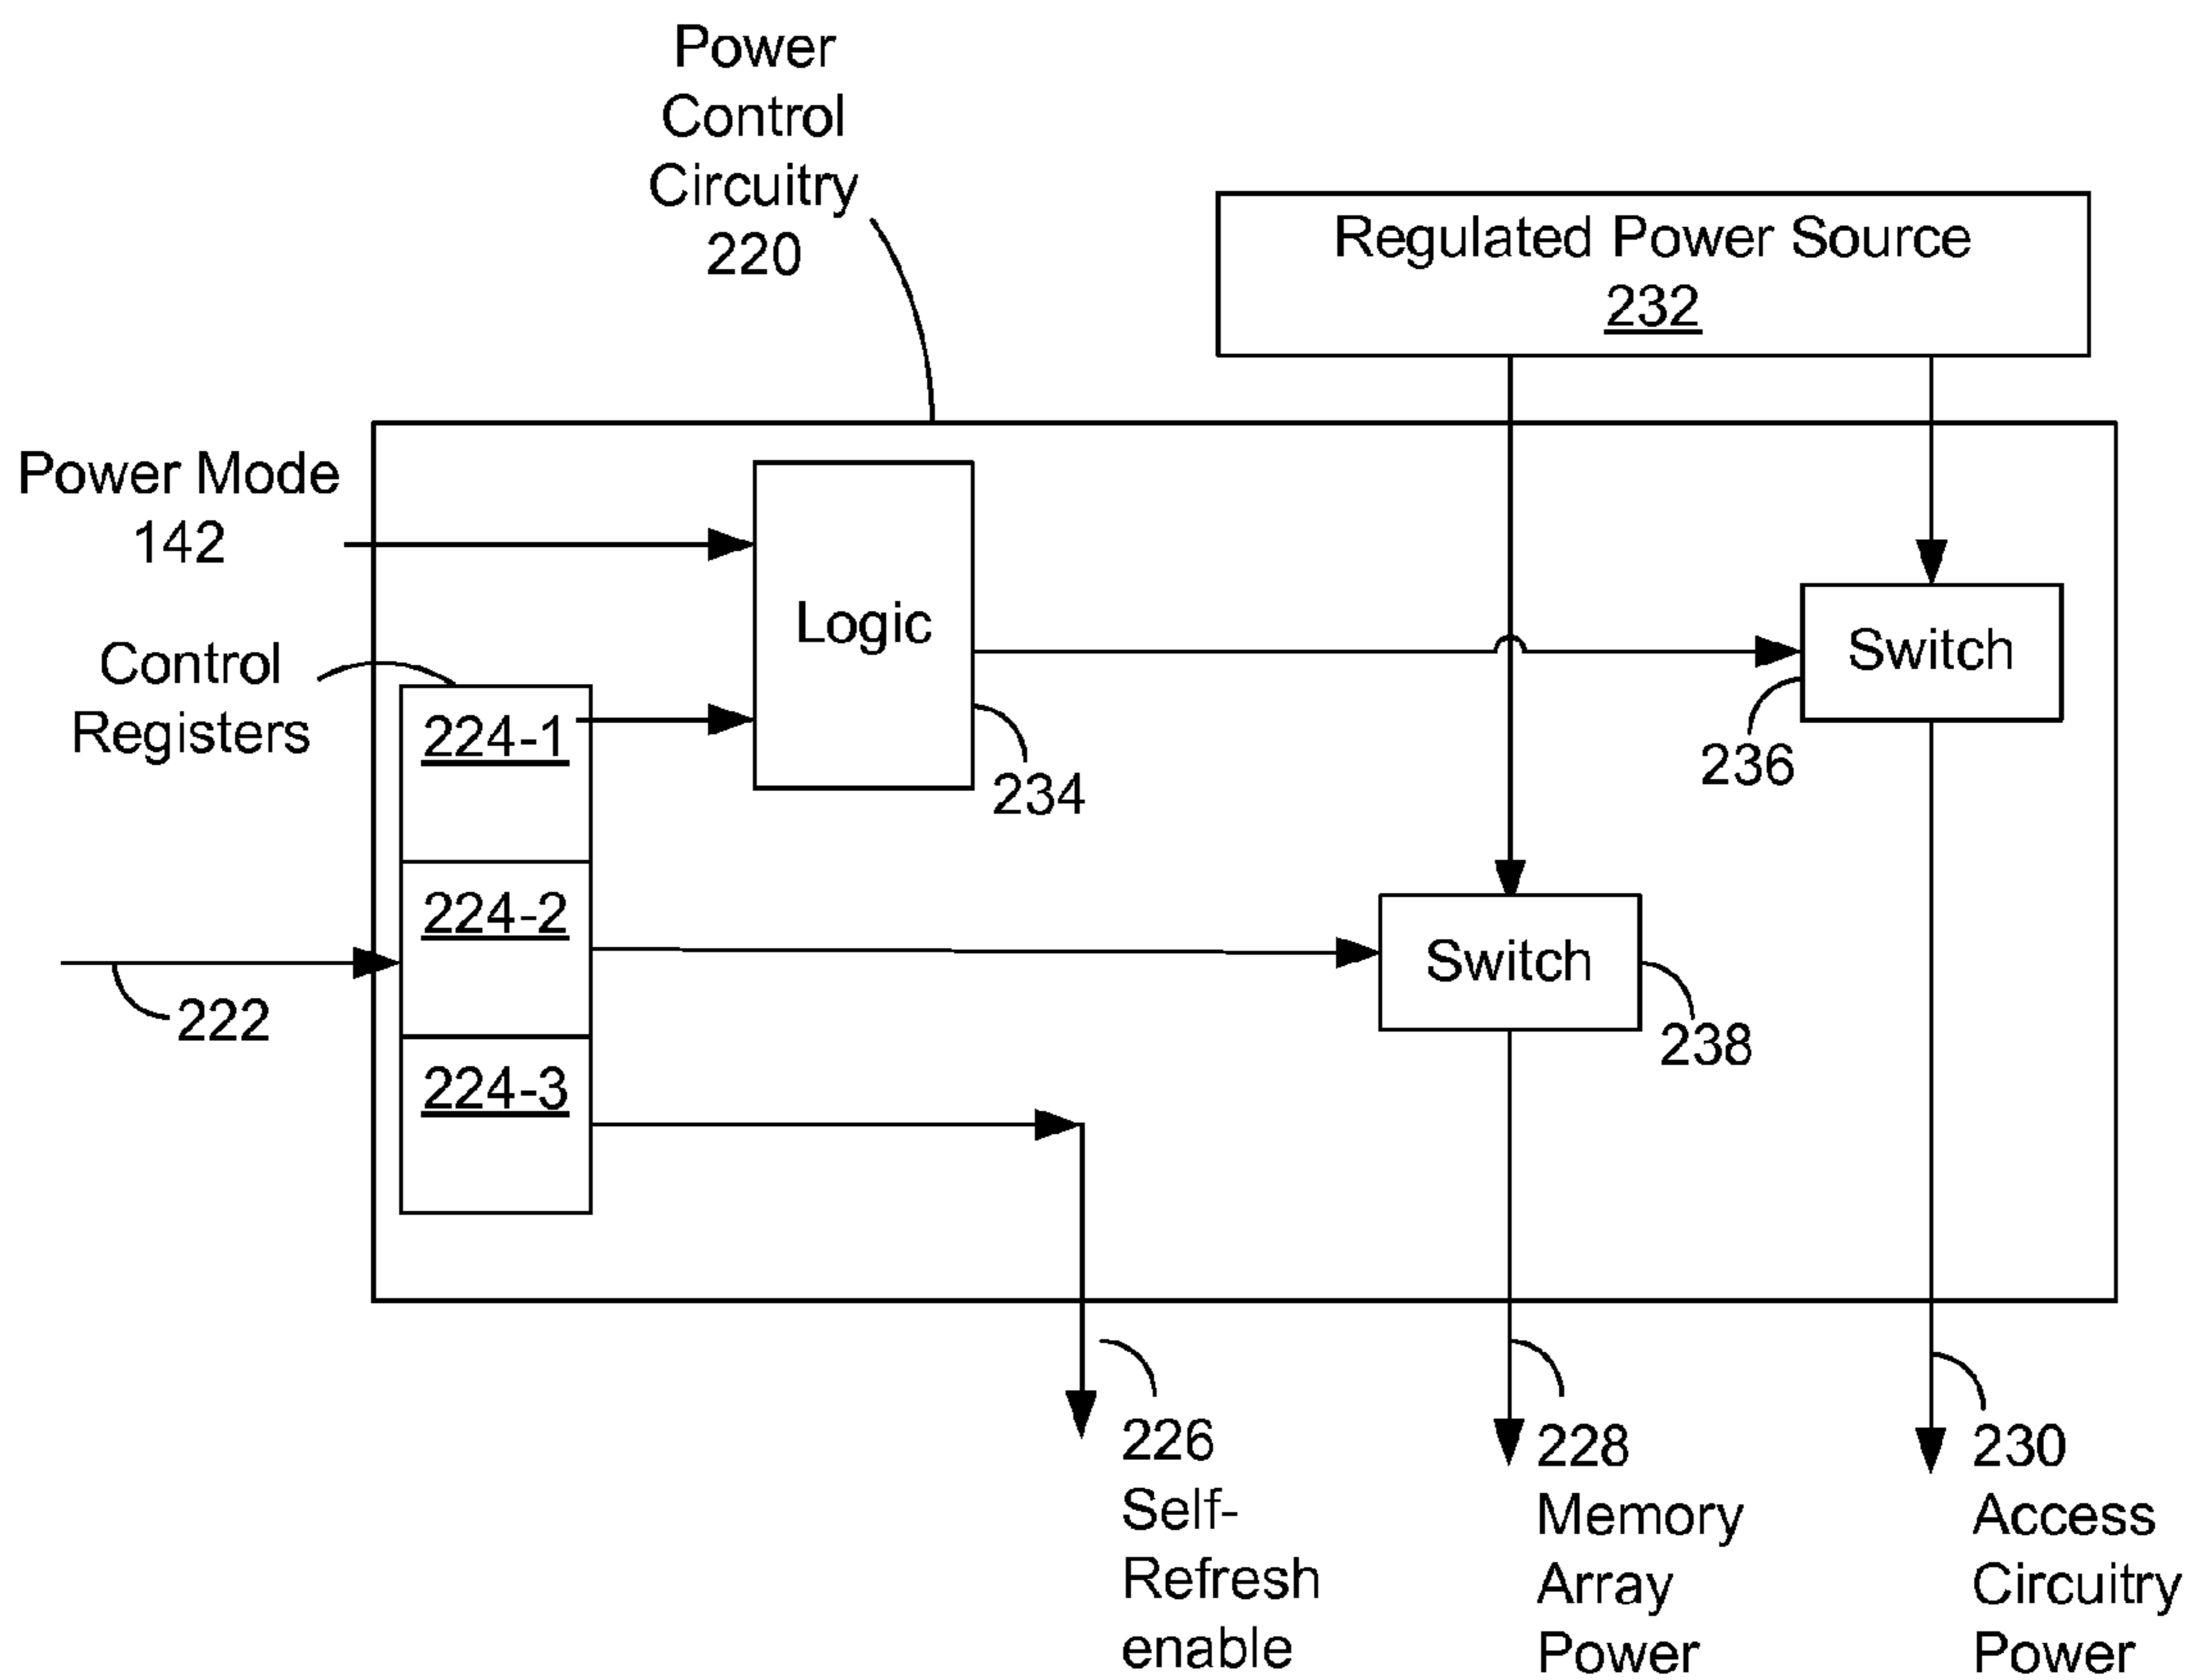 Power
Control
Circuitry
220
Regulated Power Source
232
Power Mode
142
Logic
Switch
Control
Registers
224-1
234
236
224-2
Switch
222
238
224-3
226
Self-
Refresh
enable
228
Memory
Array
Power
230
Access
Circuitry
Power